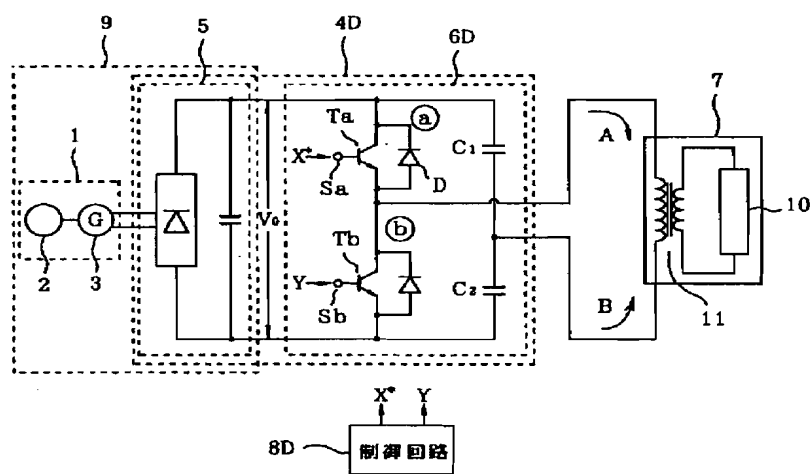 9
5
4D
6D
Ta
a
X*
Sa
D
C1
A
7
1
G
V0
10
2
3
b
Tb
Y
Sb
C2
B
11
X*
Y
8D
制御回路